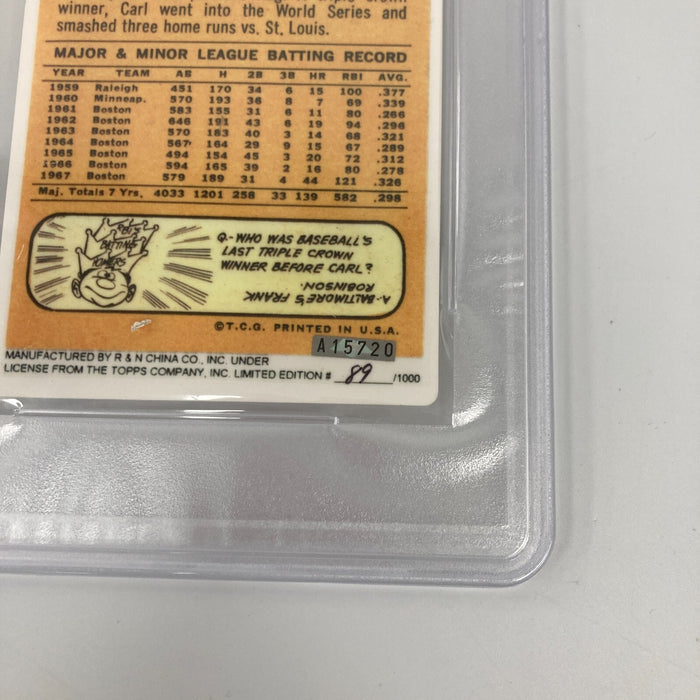 winner, Carl went into the World Series and
smashed three home runs vs. St. Louis.
MAJOR & MINOR LEAGUE BATTING RECORD
YEAR TEAM AB H 2B 3B HR RBI AVG.
1959 Raleigh 451 170 34 6 15 100 .377
1960 Minneap. 570 193 36 8 7 69 .339
1961 Boston 583 155 31 6 11 80 .266
1962 Boston 646 191 43 6 19 94 .296
1963 Boston 570 183 40 3 14 68 .321
1964 Boston 567 164 29 9 15 67 .289
1965 Boston 494 154 45 3 20 72 .312
1966 Boston 594 165 39 2 16 80 .278
1967 Boston 579 189 31 4 44 121 .326
Maj. Totals 7 Yrs. 4033 1201 258 33 139 582 .298
RBI'S
BATTING
HOMERS
Q.-WHO WAS BASEBALL'S
LAST TRIPLE CROWN
WINNER BEFORE CARL?
A.-BALTIMORE'S FRANK
ROBINSON.
©T.C.G. PRINTED IN U.S.A.
A15720
MANUFACTURED BY R & N CHINA CO., INC. UNDER
LICENSE FROM THE TOPPS COMPANY, INC. LIMITED EDITION # 89 /1000